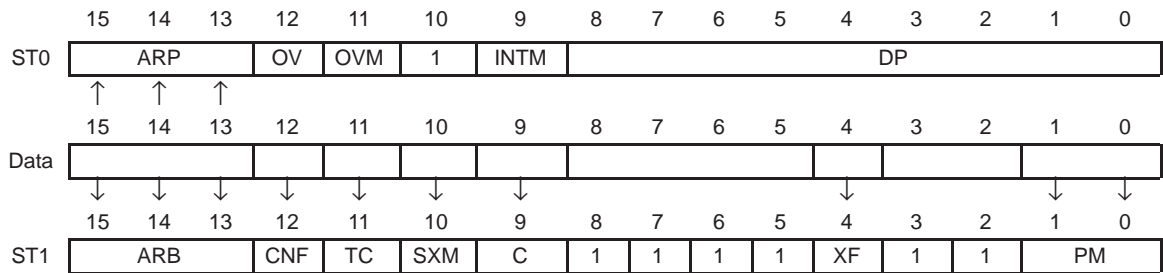 15 14 13 12 11 10 9 8 7 6 5 4 3 2 1 0
ST0 ARP OV OVM 1 INTM DP
↑ ↑ ↑
15 14 13 12 11 10 9 8 7 6 5 4 3 2 1 0
Data
↓ ↓ ↓ ↓ ↓ ↓ ↓ ↓ ↓ ↓
15 14 13 12 11 10 9 8 7 6 5 4 3 2 1 0
ST1 ARB CNF TC SXM C 1 1 1 1 XF 1 1 PM